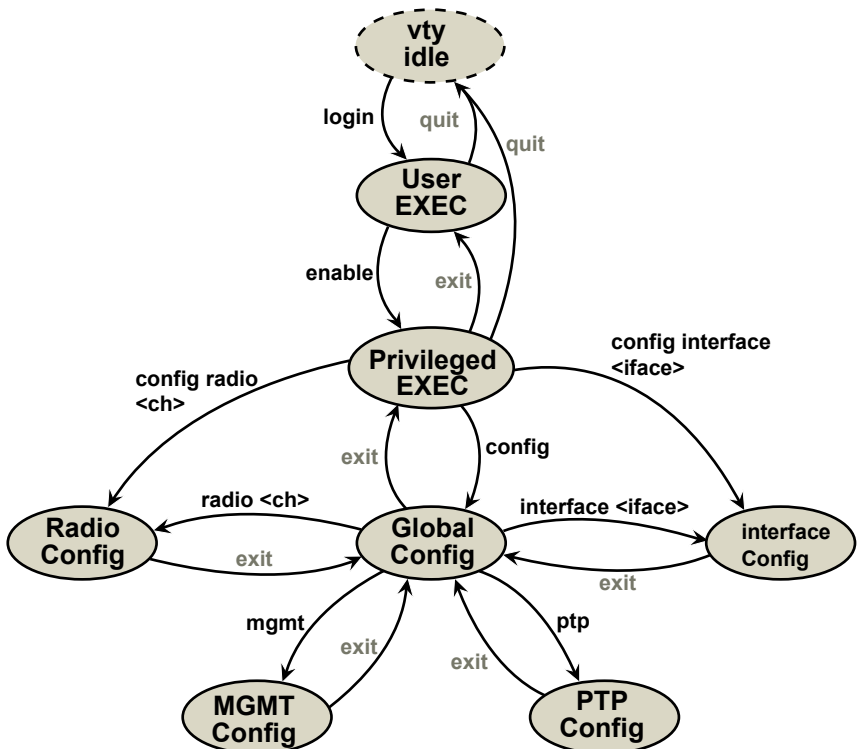 vty
idle
login
quit
quit
User
EXEC
enable
exit
Privileged
EXEC
config interface
<iface>
config radio
<ch>
exit
config
radio <ch>
interface <iface>
Radio
Config
Global
Config
interface
Config
exit
exit
mgmt
ptp
exit
exit
MGMT
Config
PTP
Config